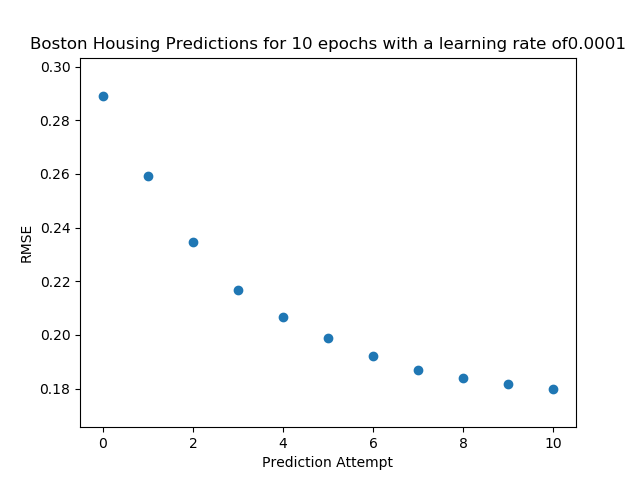 Boston Housing Predictions for 10 epochs with a learning rate of0.0001
0.30
0.28
0.26
0.24
0.22
0.20
0.18
RMSE
0 2 4 6 8 10
Prediction Attempt